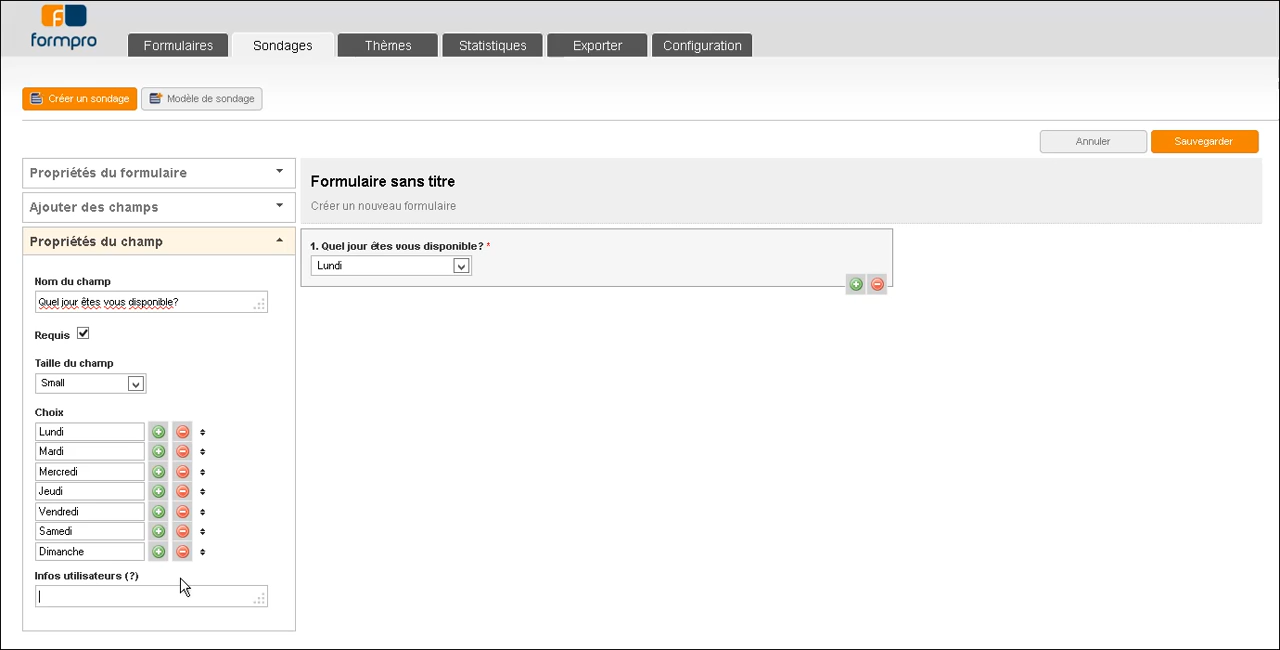 formpro
Formulaires
Sondages
Thèmes
Statistiques
Exporter
Configuration
Créer un sondage
Modèle de sondage
Annuler
Sauvegarder
Propriétés du formulaire
Ajouter des champs
Propriétés du champ
Nom du champ
Quel jour êtes vous disponible?
Requis
Taille du champ
Small
Choix
Lundi
Mardi
Mercredi
Jeudi
Vendredi
Samedi
Dimanche
Infos utilisateurs (?)
Formulaire sans titre
Créer un nouveau formulaire
1. Quel jour êtes vous disponible? *
Lundi